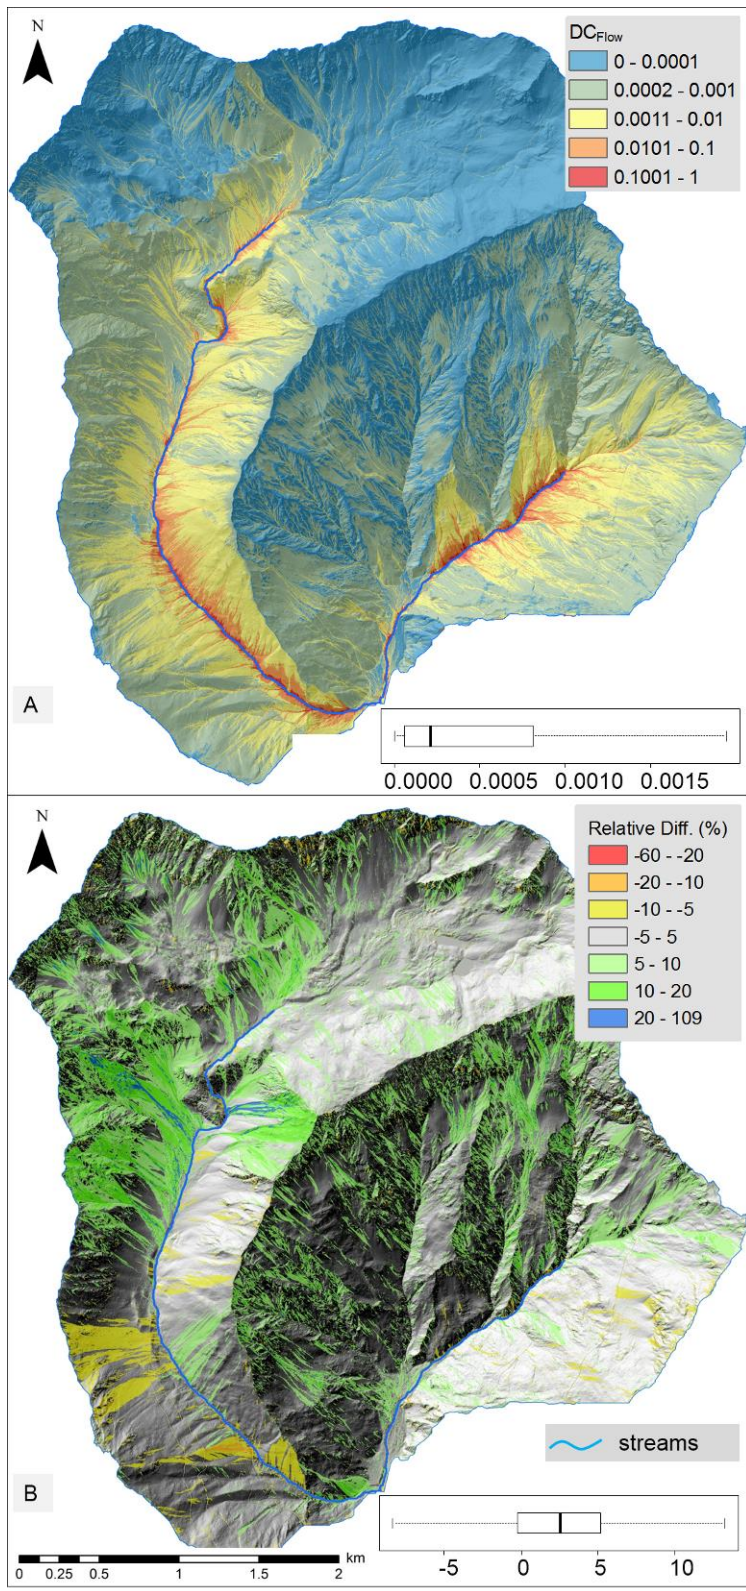 N
DCFlow
0 - 0.0001
0.0002 - 0.001
0.0011 - 0.01
0.0101 - 0.1
0.1001 - 1
A
0.0000 0.0005 0.0010 0.0015
N
Relative Diff. (%)
-60 - -20
-20 - -10
-10 - -5
-5 - 5
5 - 10
10 - 20
20 - 109
streams
B
-5 0 5 10
km
0 0.25 0.5 1 1.5 2